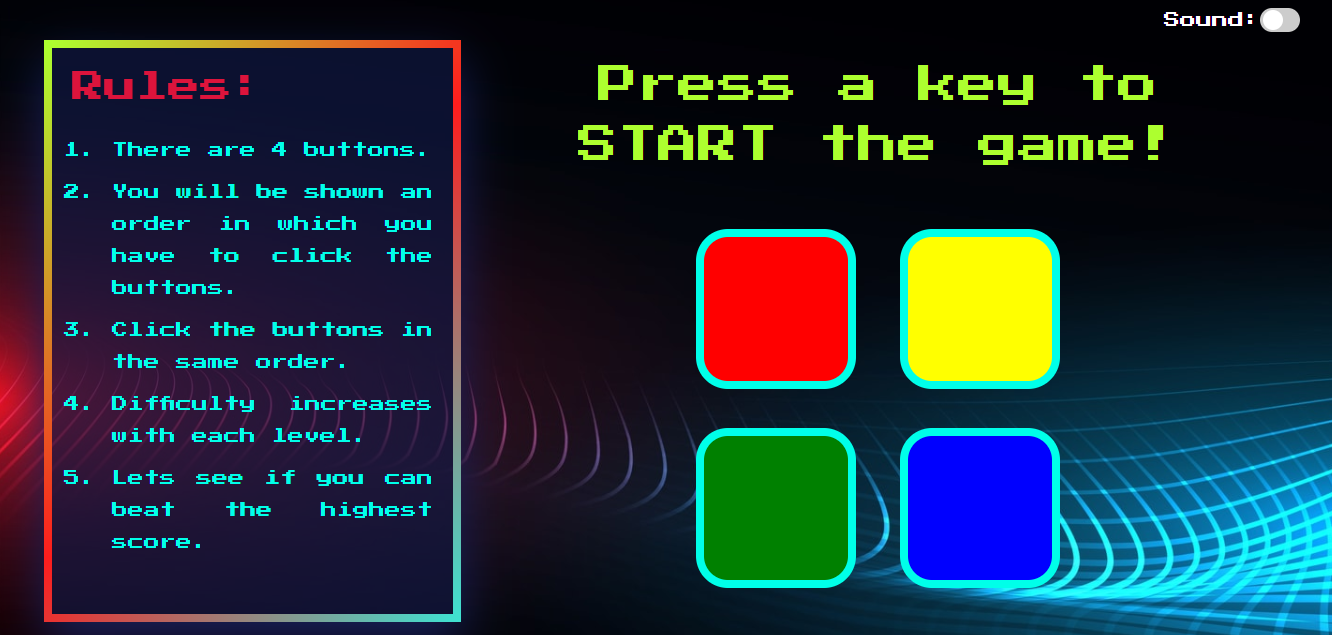 Sound:
Rules:
1. There are 4 buttons.
2. You will be shown an
order in which you
have to click the
buttons.
3. Click the buttons in
the same order.
4. Difficulty increases
with each level.
5. Lets see if you can
beat the highest
score.
Press a key to
START the game!